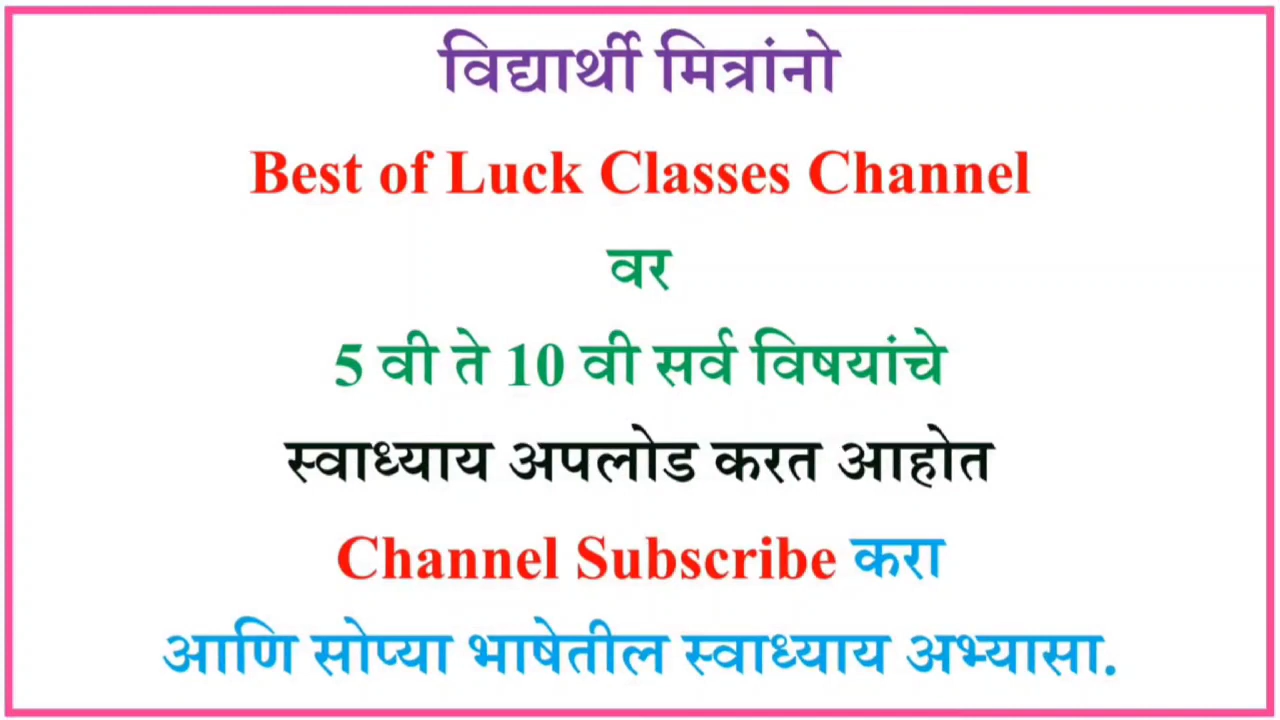 विद्यार्थी मित्रांनो
Best of Luck Classes Channel
वर
5 वी ते 10 वी सर्व विषयांचे
स्वाध्याय अपलोड करत आहोत
Channel Subscribe करा
आणि सोप्या भाषेतील स्वाध्याय अभ्यासा.